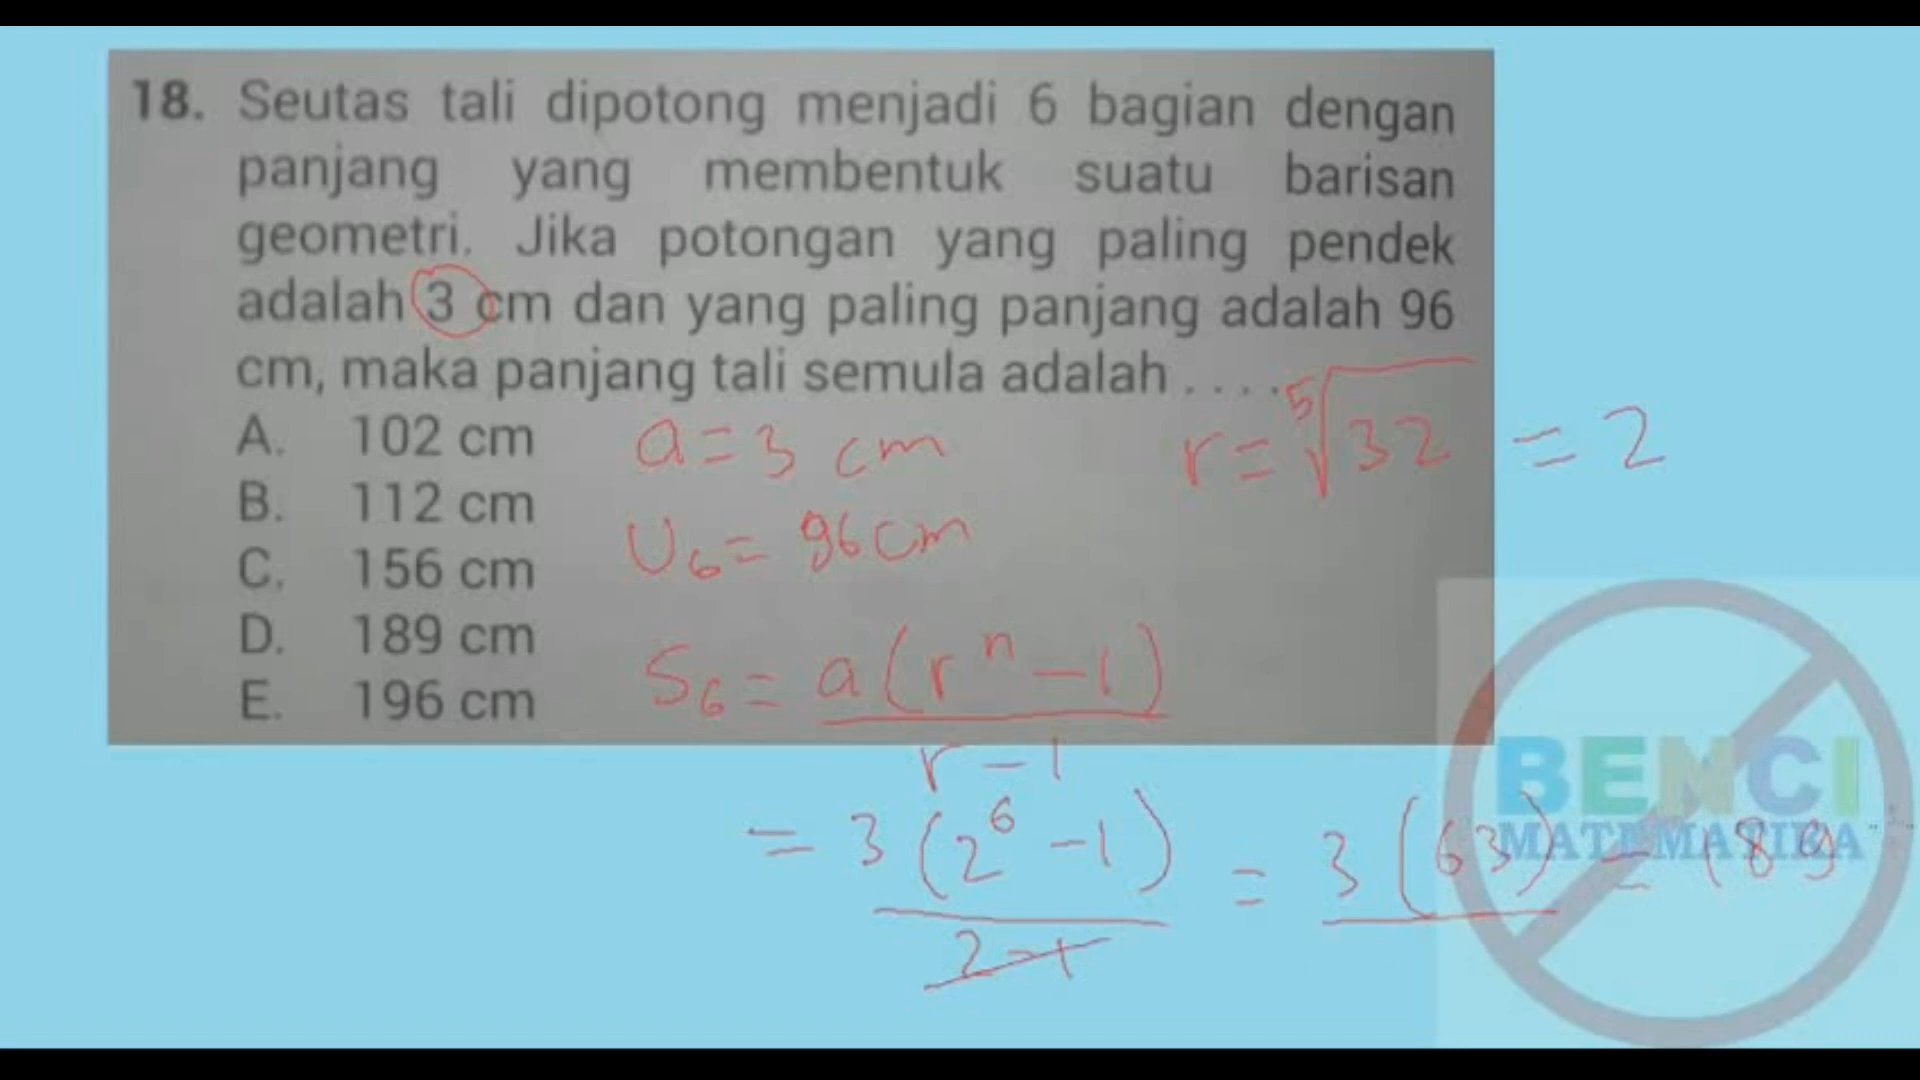 18. Seutas tali dipotong menjadi 6 bagian dengan
panjang yang membentuk suatu barisan
geometri. Jika potongan yang paling pendek
adalah 3 cm dan yang paling panjang adalah 96
cm, maka panjang tali semula adalah . . . .
A. 102 cm
B. 112 cm
C. 156 cm
D. 189 cm
E. 196 cm
a = 3 cm
r = ⁵√32 = 2
U₆ = 96 cm
S₆ = a(rⁿ - 1)
r - 1
= 3(2⁶ - 1) = 3(63) = 189
2 - 1
BENCI
MATEMATIKA